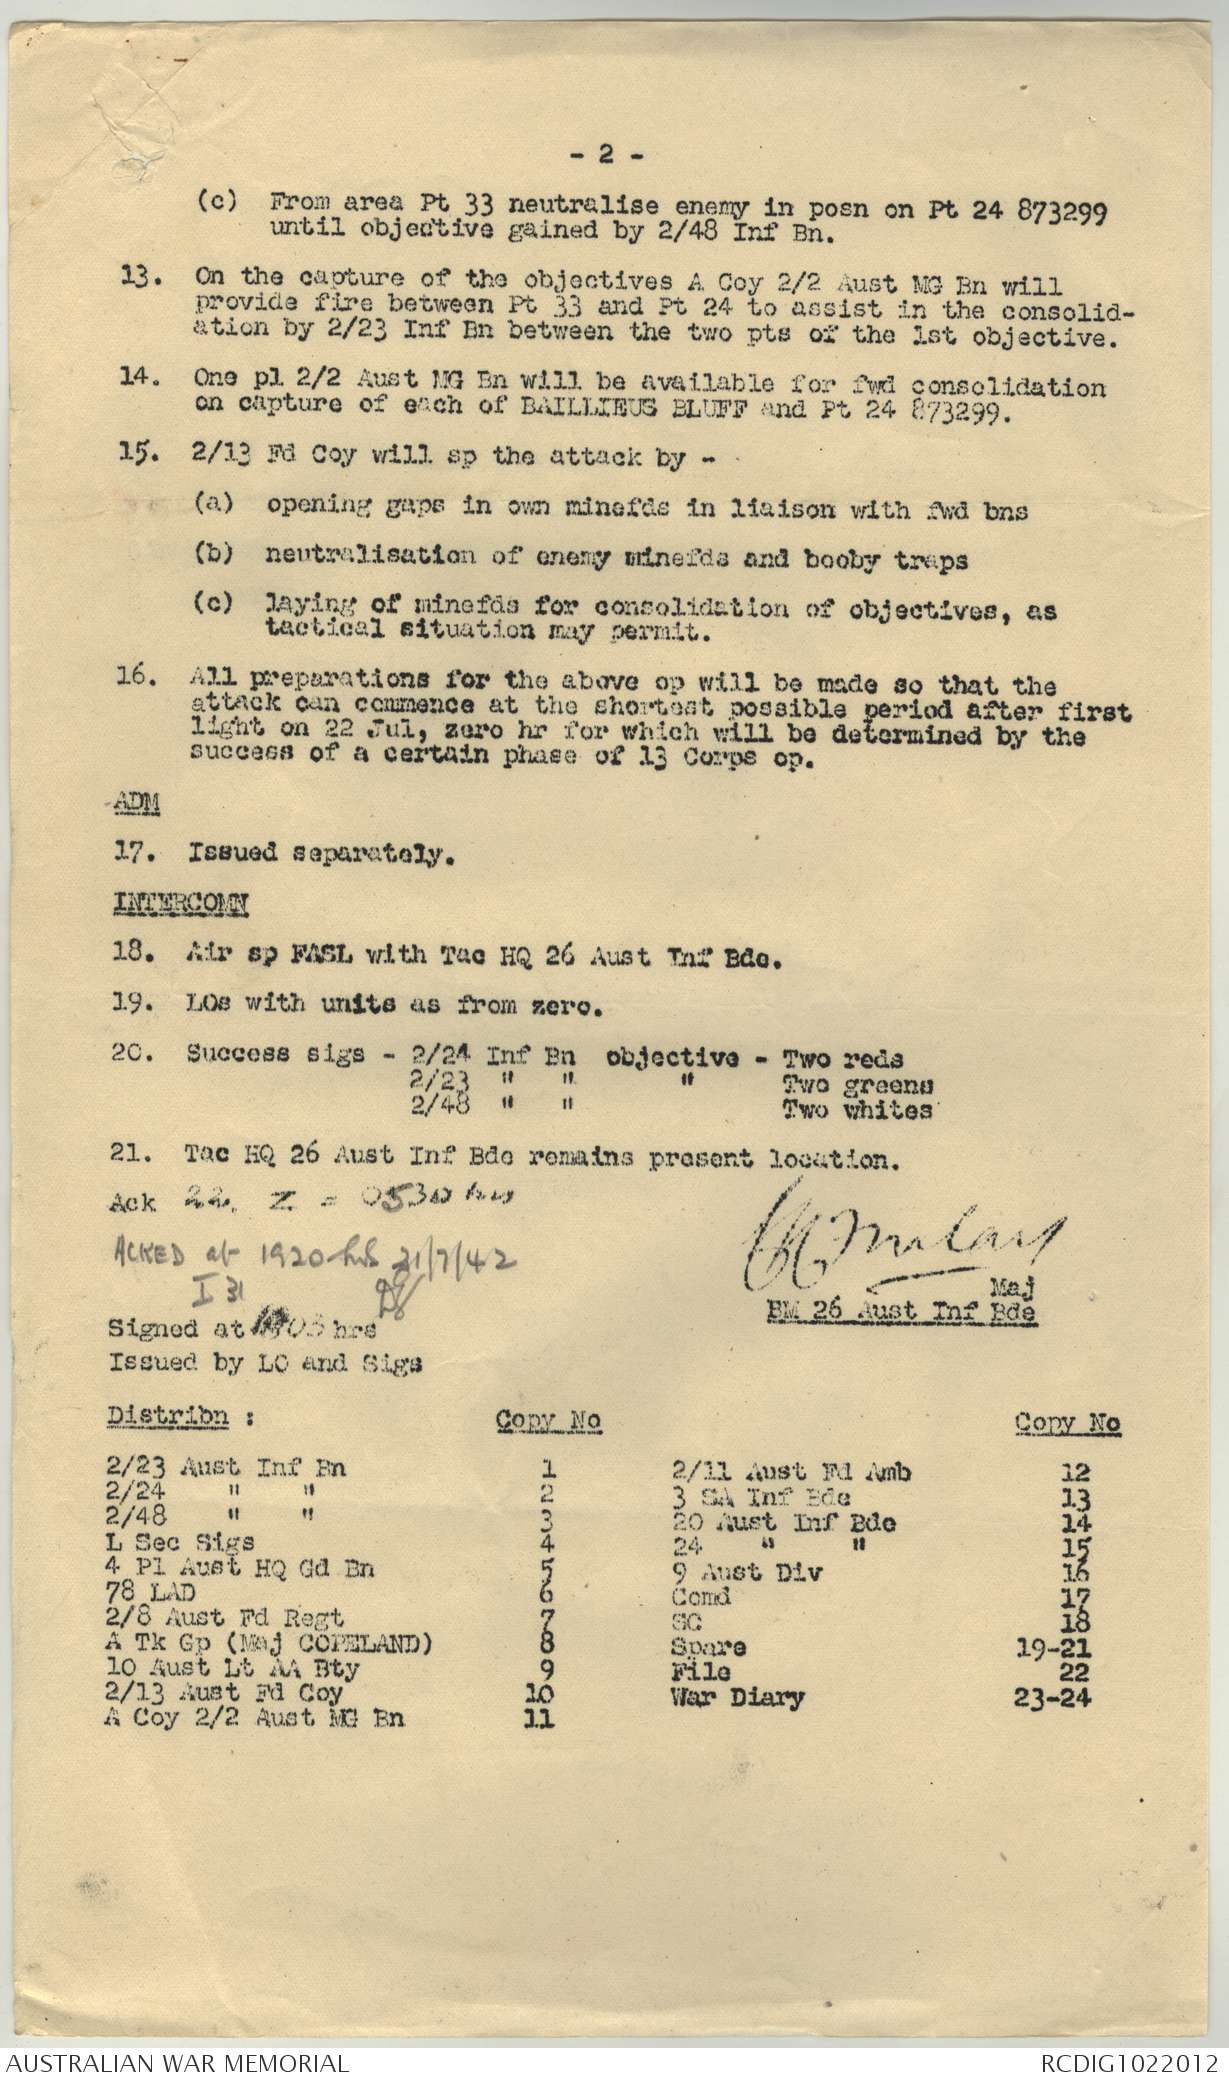 - 2 -
(c) From area Pt 33 neutralise enemy in posn on Pt 24 873299
until objective gained by 2/48 Inf Bn.
13. On the capture of the objectives A Coy 2/2 Aust MG Bn will
provide fire between Pt 33 and Pt 24 to assist in the consolid-
ation by 2/23 Inf Bn between the two pts of the 1st objective.
14. One pl 2/2 Aust MG Bn will be available for fwd consolidation
on capture of each of BAILLIEUS BLUFF and Pt 24 873299.
15. 2/13 Fd Coy will sp the attack by -
(a) opening gaps in own minefds in liaison with fwd bns
(b) neutralisation of enemy minefds and booby traps
(c) laying of minefds for consolidation of objectives, as
tactical situation may permit.
16. All preparations for the above op will be made so that the
attack can commence at the shortest possible period after first
light on 22 Jul, zero hr for which will be determined by the
success of a certain phase of 13 Corps op.
ADM
17. Issued separately.
INTERCOMN
18. Air sp FASL with Tac HQ 26 Aust Inf Bde.
19. LOs with units as from zero.
20. Success sigs - 2/24 Inf Bn objective - Two reds
2/23 " " " Two greens
2/48 " " Two whites
21. Tac HQ 26 Aust Inf Bde remains present location.
Ack 22. Z = 0530 hrs
ACKED at 1920 hrs 21/7/42
I 31
Maj
BM 26 Aust Inf Bde
Signed at hrs
Issued by LO and Sigs
Distribn : Copy No Copy No
2/23 Aust Inf Bn 1 2/11 Aust Fd Amb 12
2/24 " " 2 3 SA Inf Bde 13
2/48 " " 3 20 Aust Inf Bde 14
L Sec Sigs 4 24 " " 15
4 Pl Aust HQ Gd Bn 5 9 Aust Div 16
78 LAD 6 Comd 17
2/8 Aust Fd Regt 7 SC 18
A Tk Gp (Maj COPELAND) 8 Spare 19-21
10 Aust Lt AA Bty 9 File 22
2/13 Aust Fd Coy 10 War Diary 23-24
A Coy 2/2 Aust MG Bn 11
AUSTRALIAN WAR MEMORIAL RCDIG1022012